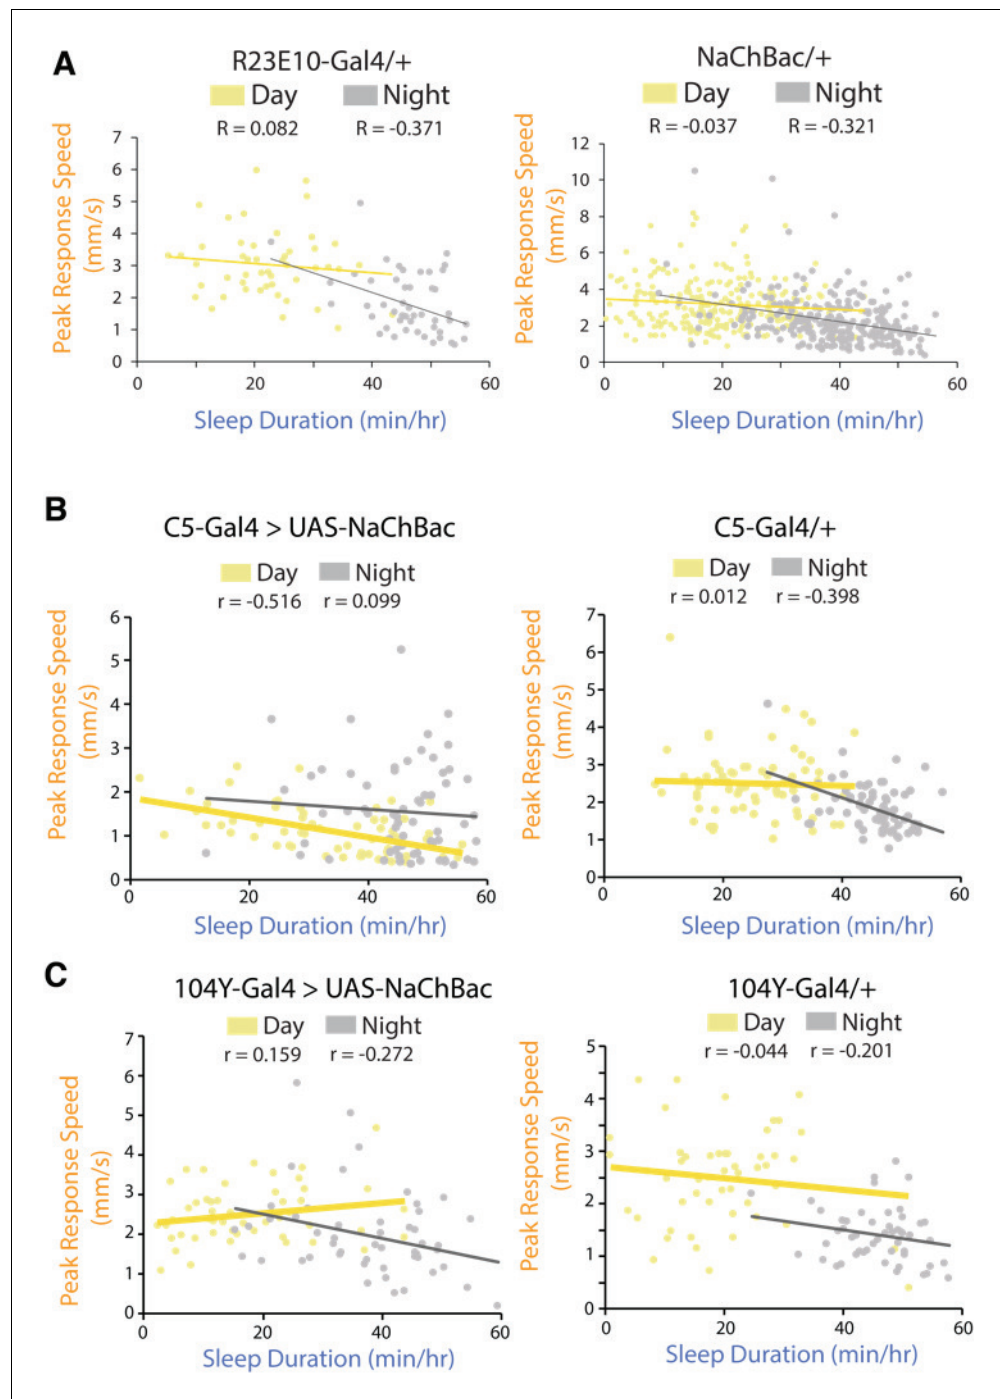 A
R23E10-Gal4/+
Day Night
R = 0.082 R = -0.371
Peak Response Speed
(mm/s)
7
6
5
4
3
2
1
0
0 20 40 60
Sleep Duration (min/hr)
NaChBac/+
Day Night
R = -0.037 R = -0.321
Peak Response Speed
(mm/s)
12
10
8
6
4
2
0
0 20 40 60
Sleep Duration (min/hr)
B
C5-Gal4 > UAS-NaChBac
Day Night
r = -0.516 r = 0.099
Peak Response Speed
(mm/s)
6
5
4
3
2
1
0
0 20 40 60
Sleep Duration (min/hr)
C5-Gal4/+
Day Night
r = 0.012 r = -0.398
Peak Response Speed
(mm/s)
7
6
5
4
3
2
1
0
0 20 40 60
Sleep Duration (min/hr)
C
104Y-Gal4 > UAS-NaChBac
Day Night
r = 0.159 r = -0.272
Peak Response Speed
(mm/s)
7
6
5
4
3
2
1
0
0 20 40 60
Sleep Duration (min/hr)
104Y-Gal4/+
Day Night
r = -0.044 r = -0.201
Peak Response Speed
(mm/s)
5
4
3
2
1
0
0 20 40 60
Sleep Duration (min/hr)